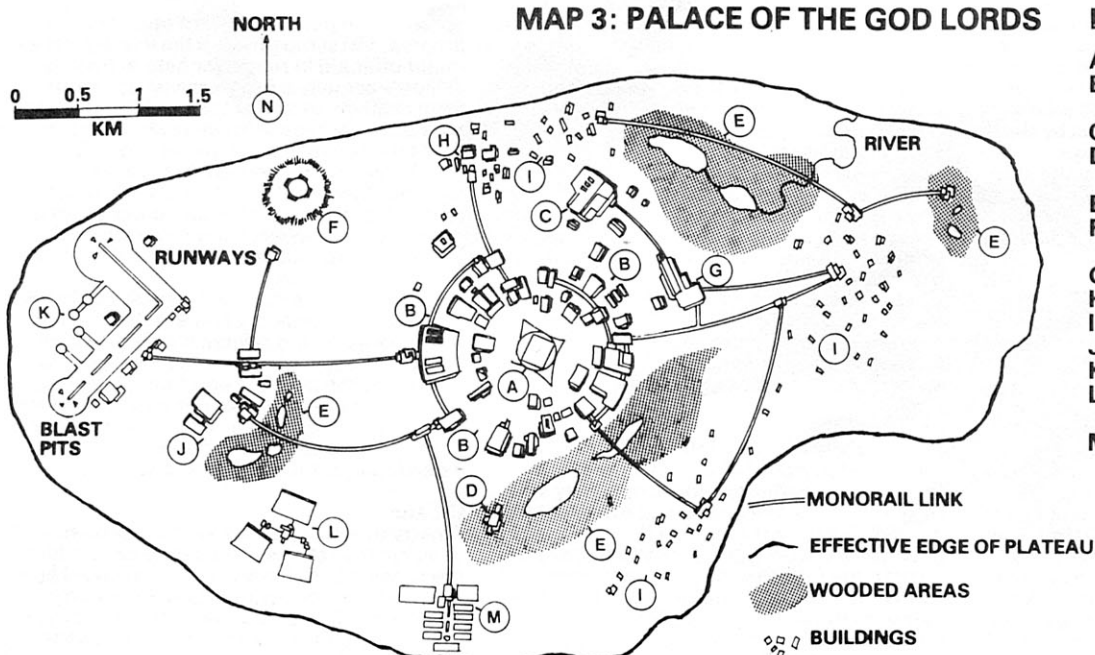 MAP 3: PALACE OF THE GOD LORDS
NORTH
N
0 0.5 1 1.5
KM
H
I
E
RIVER
C
F
E
RUNWAYS
B
G
K
B
I
A
E
BLAST
PITS
J
B
D
MONORAIL LINK
L
E
EFFECTIVE EDGE OF PLATEAU
I
WOODED AREAS
M
BUILDINGS
A
C
E
F
J
K
L